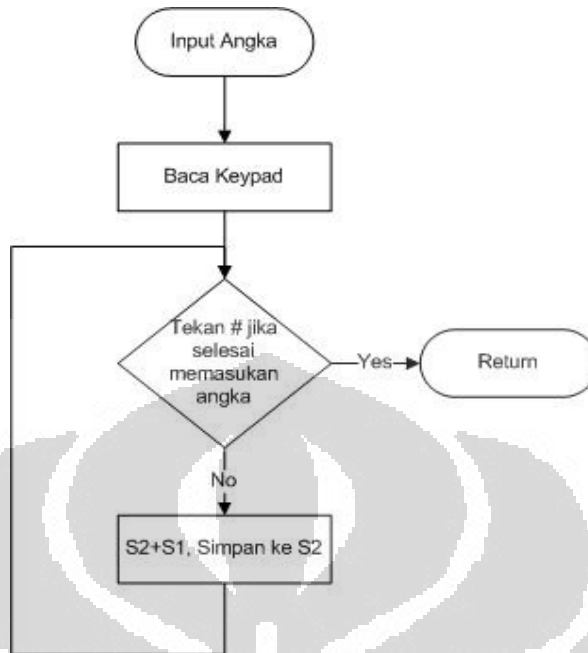 Input Angka
Baca Keypad
Tekan # jika
selesai
memasukan
angka
Yes
Return
No
S2+S1, Simpan ke S2